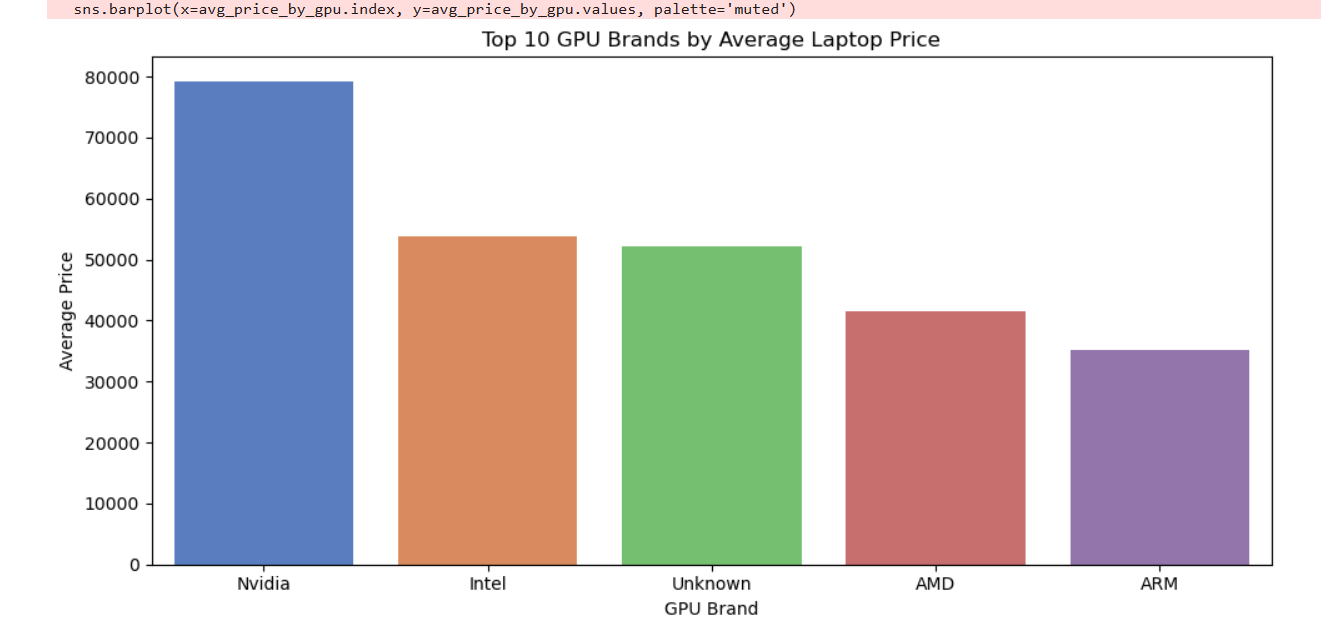 sns.barplot(x=avg_price_by_gpu.index, y=avg_price_by_gpu.values, palette='muted')
Top 10 GPU Brands by Average Laptop Price
80000
70000
60000
50000
40000
30000
20000
10000
0
Average Price
Nvidia Intel Unknown AMD ARM
GPU Brand